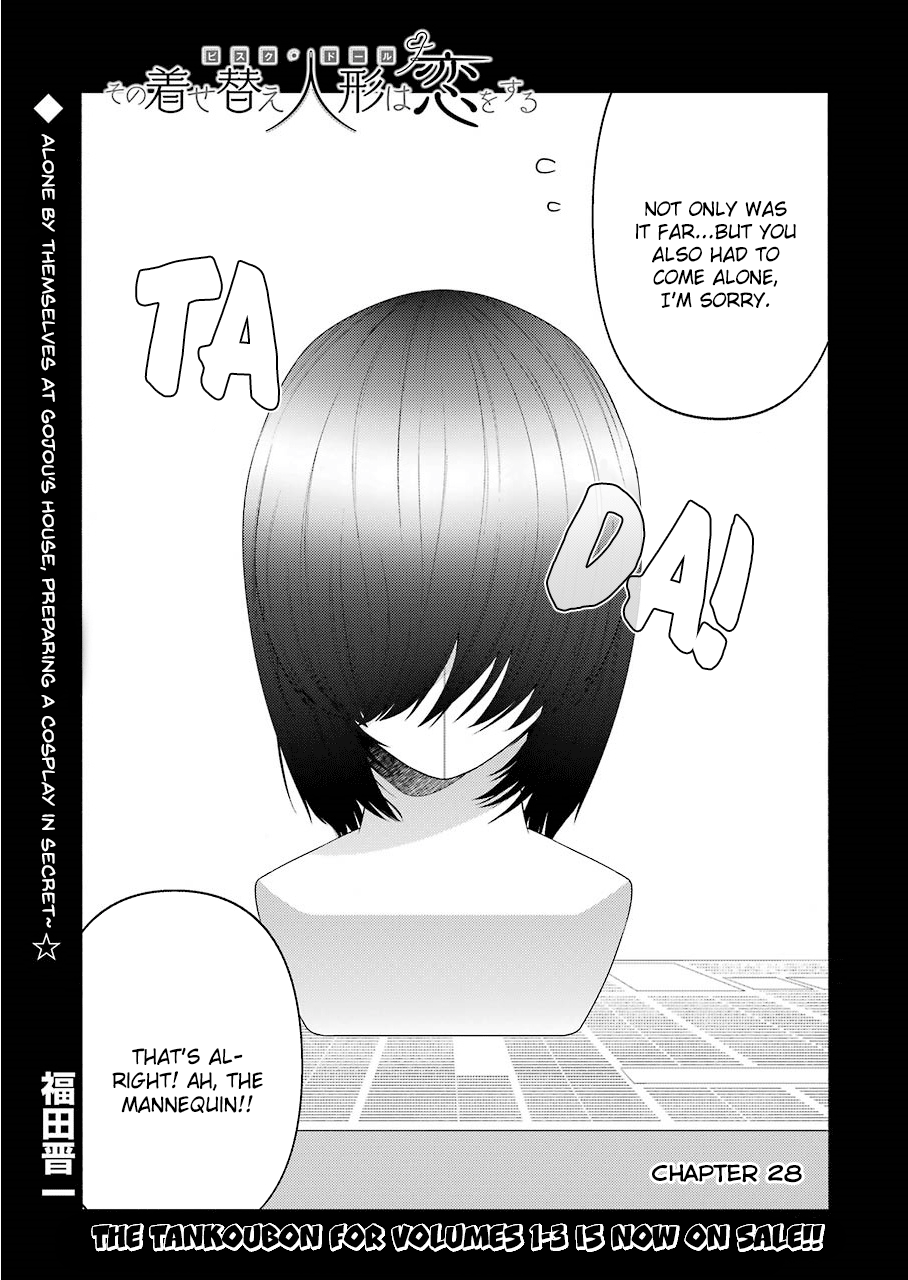 ビスク・ドール
その着せ替え人形は恋をする
NOT ONLY WAS
IT FAR...BUT YOU
ALSO HAD TO
COME ALONE,
I'M SORRY.
◆ ALONE BY THEMSELVES AT GOJOU'S HOUSE, PREPARING A COSPLAY IN SECRET~☆
TA
DA!!
THAT'S AL-
RIGHT! AH, THE
MANNEQUIN!!
福田晋一
CHAPTER 28
THE TANKOUBON FOR VOLUMES 1-3 IS NOW ON SALE!!